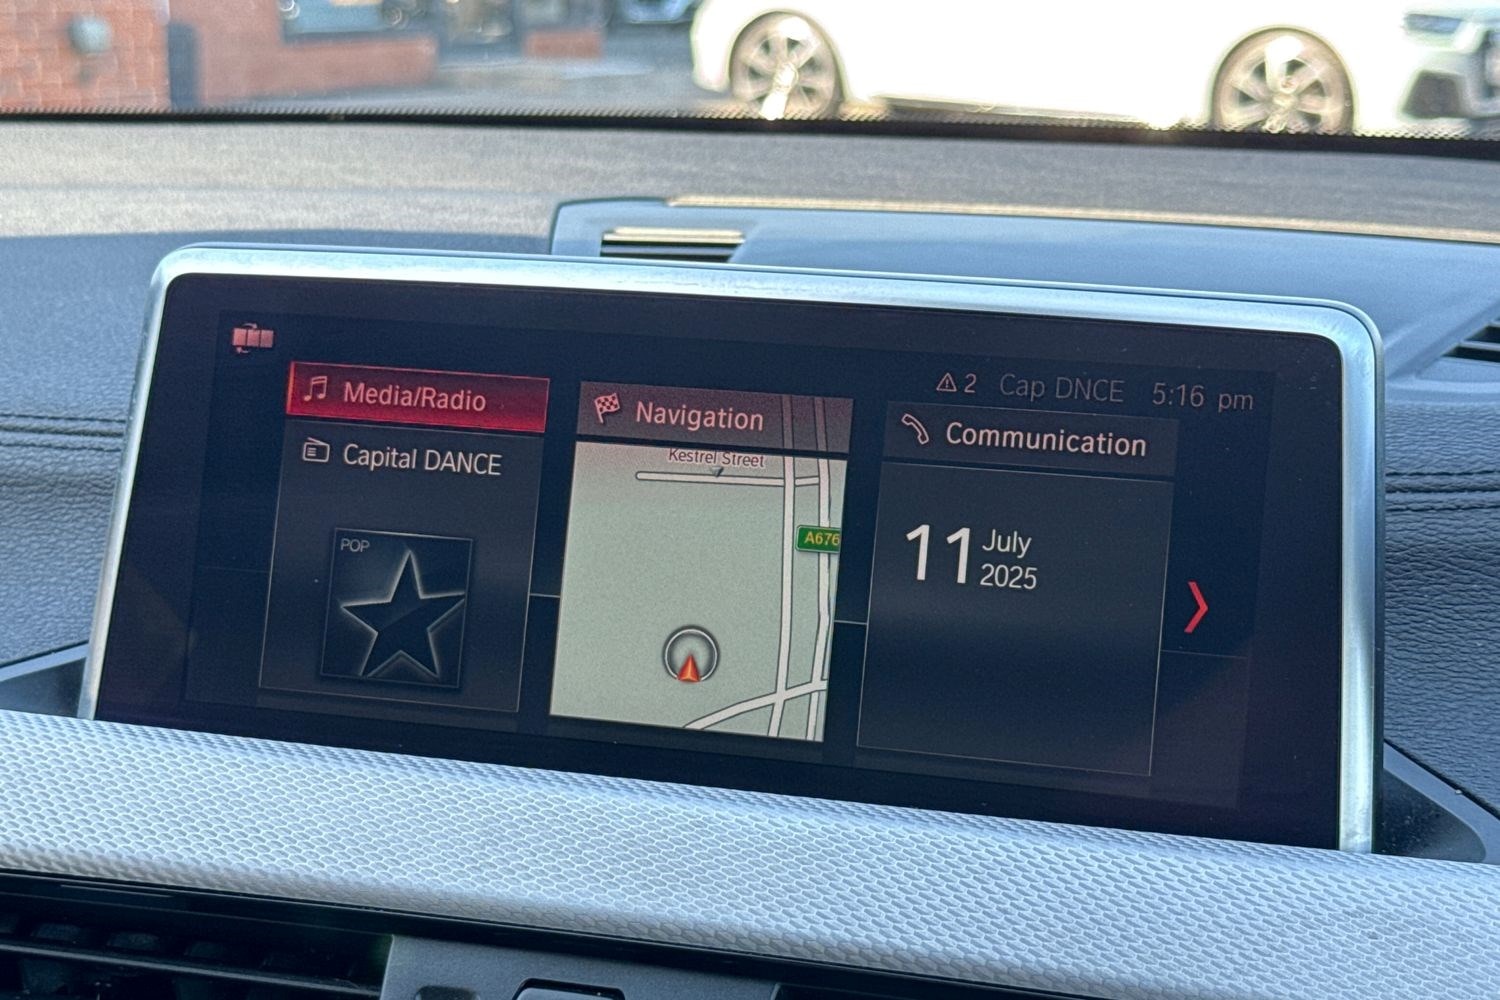 2 Cap DNCE 5:16 pm
Media/Radio
Capital DANCE
POP
Navigation
Kestrel Street
A676
Communication
11 July
2025